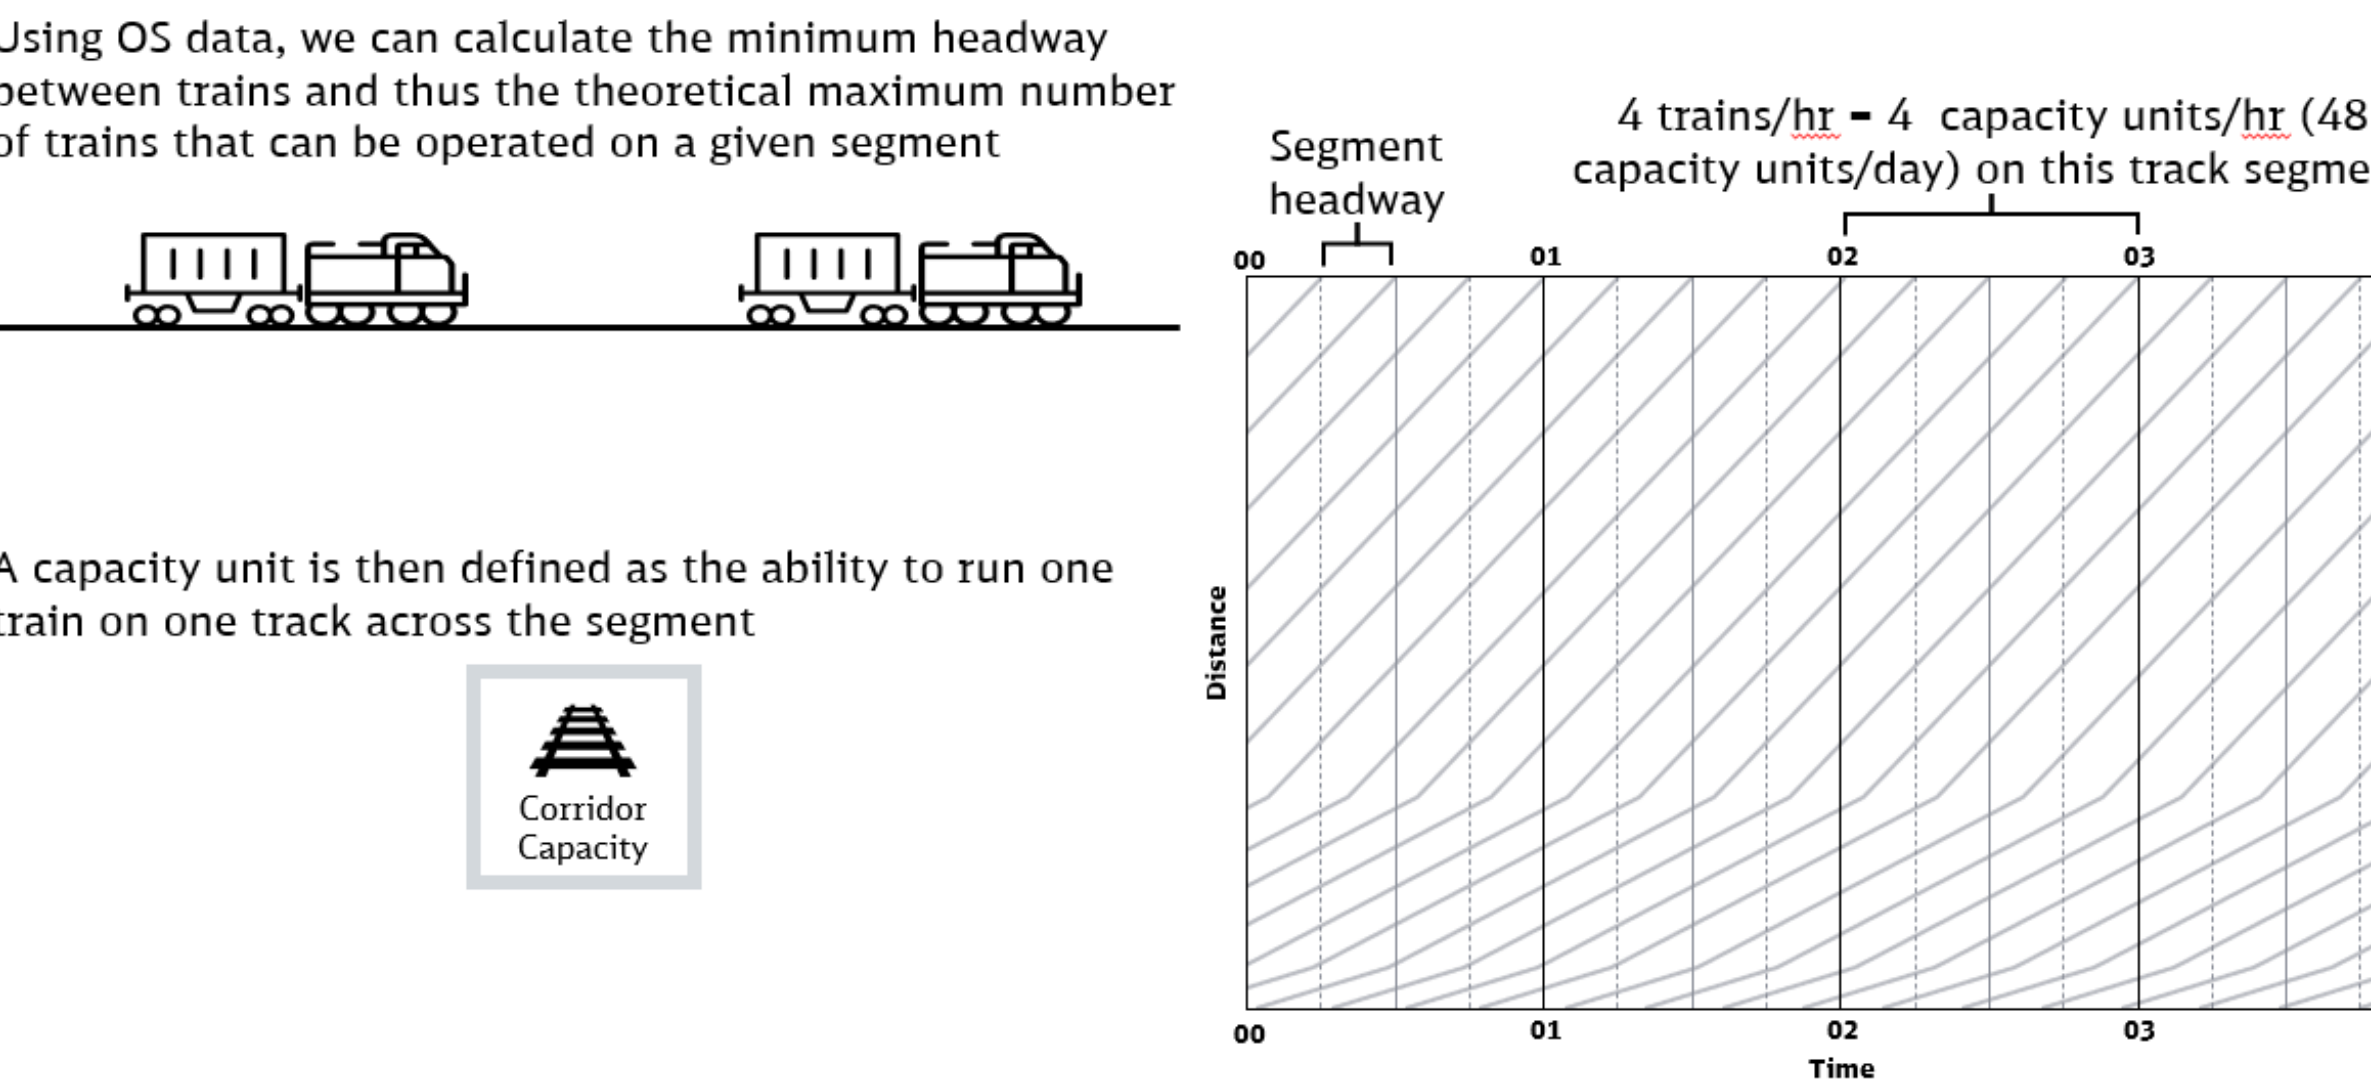 Using OS data, we can calculate the minimum headway
between trains and thus the theoretical maximum number
of trains that can be operated on a given segment
Segment
headway
4 trains/hr = 4 capacity units/hr (48
capacity units/day) on this track segme
00
01
02
03
Distance
00
01
02
03
Time
A capacity unit is then defined as the ability to run one
train on one track across the segment
Corridor
Capacity